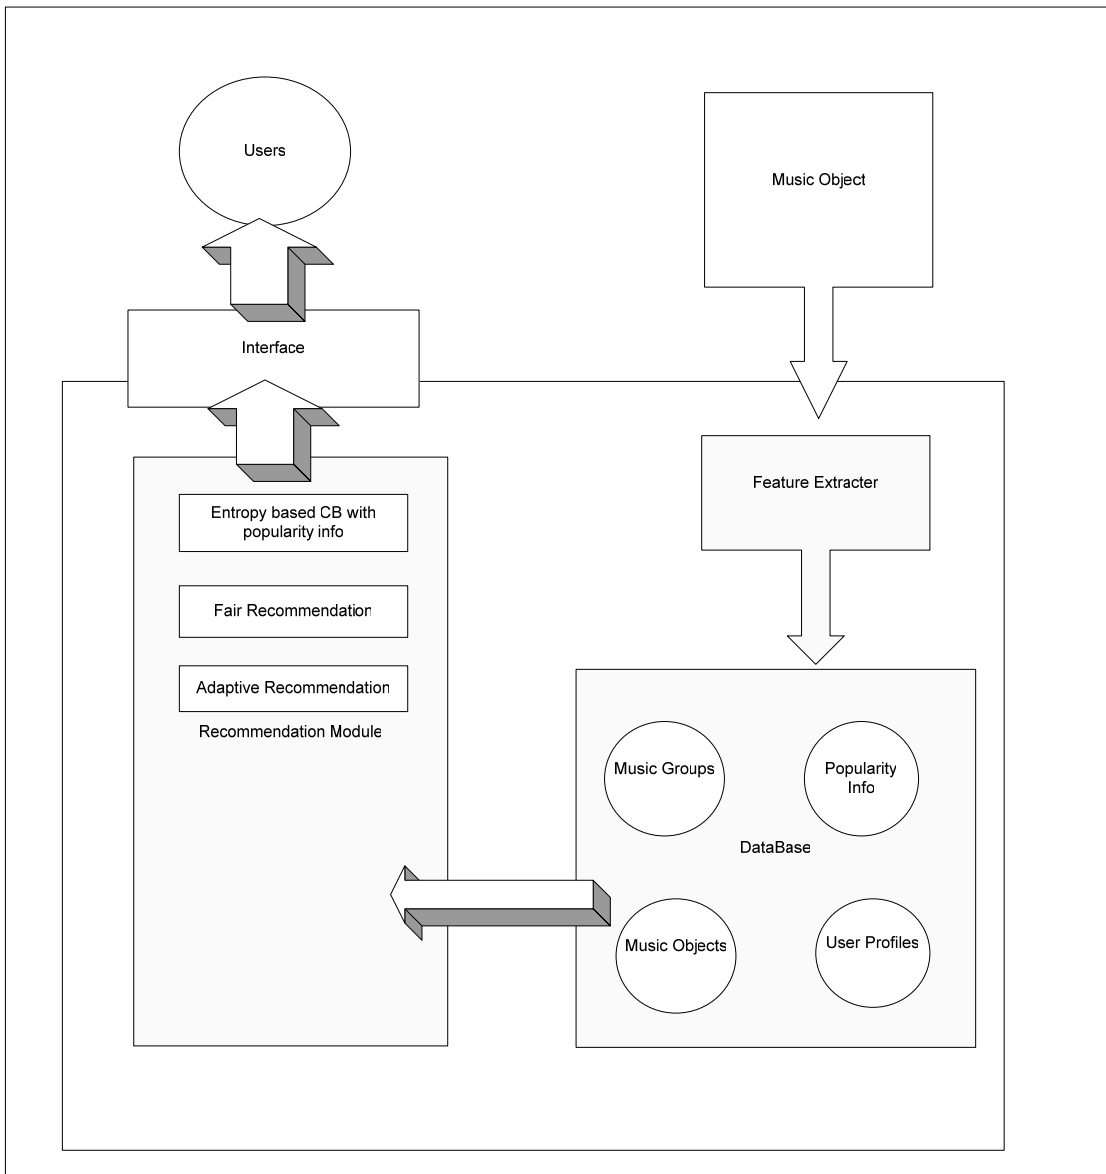 Users
Music Object
Interface
Feature Extracter
Entropy based CB with
popularity info
Fair Recommendation
Adaptive Recommendation
Recommendation Module
Music Groups
Popularity
Info
DataBase
Music Objects
User Profiles